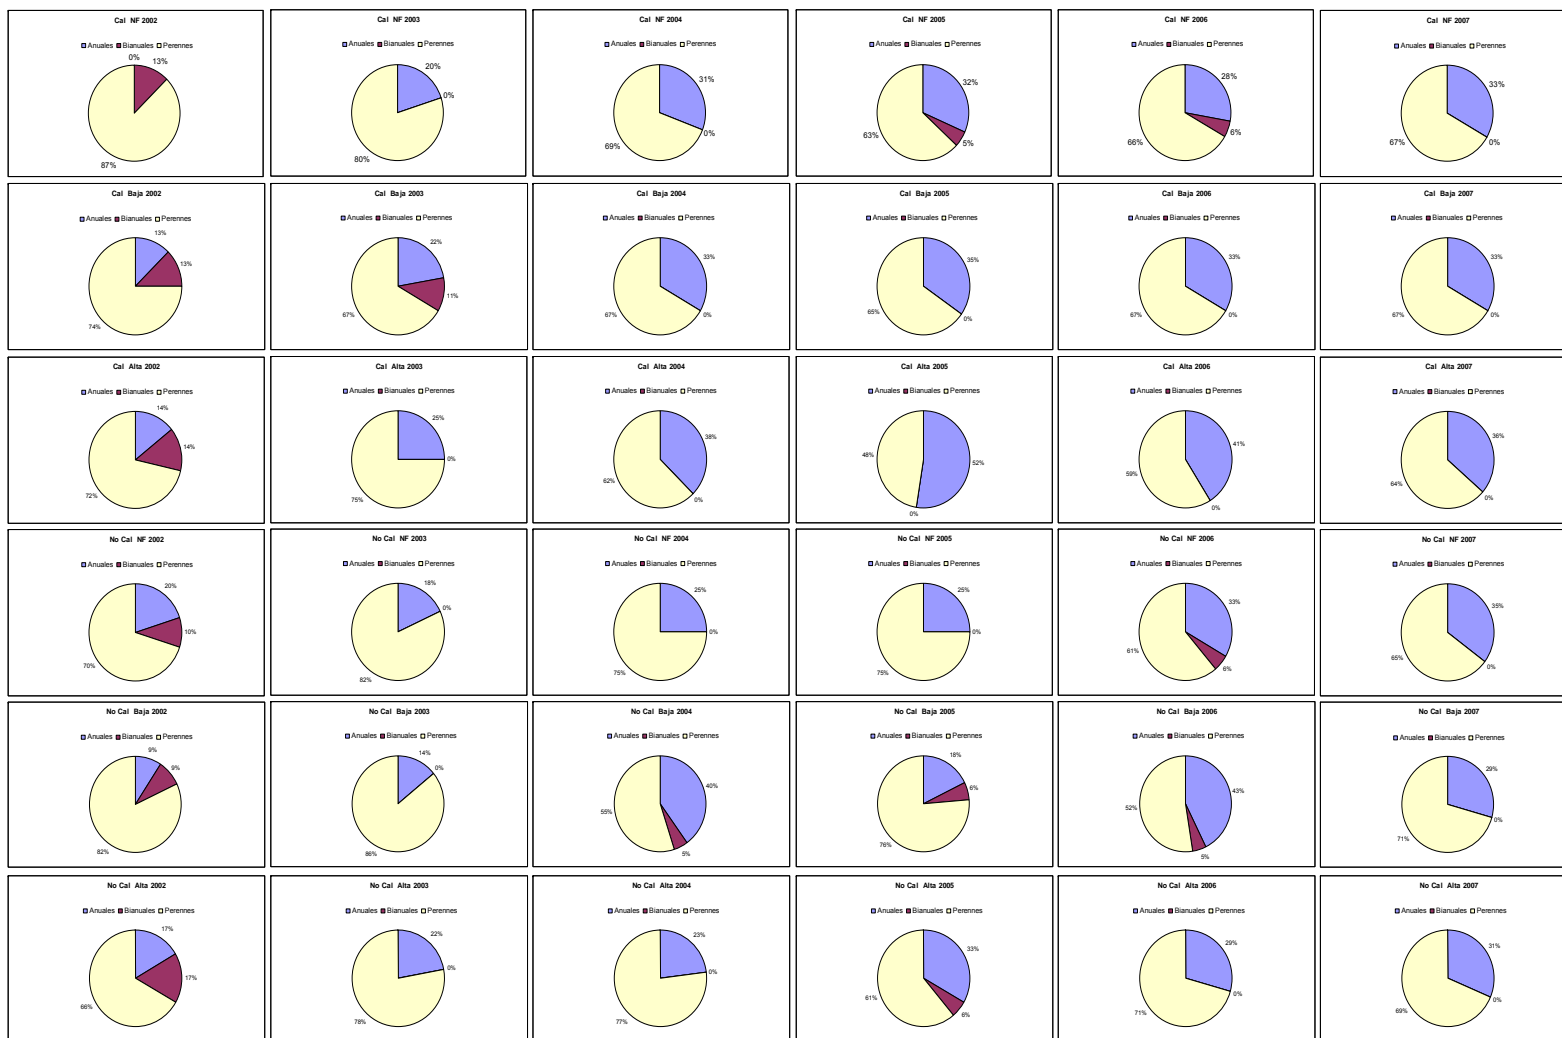 Cal NF 2002
Anuales Bianuales Perennes
0%
13%
87%
Cal NF 2003
Anuales Bianuales Perennes
20%
0%
80%
Cal NF 2004
Anuales Bianuales Perennes
31%
0%
69%
Cal NF 2005
Anuales Bianuales Perennes
32%
5%
63%
Cal NF 2006
Anuales Bianuales Perennes
28%
6%
66%
Cal NF 2007
Anuales Bianuales Perennes
33%
0%
67%
Cal Baja 2002
Anuales Bianuales Perennes
13%
13%
74%
Cal Baja 2003
Anuales Bianuales Perennes
22%
11%
67%
Cal Baja 2004
Anuales Bianuales Perennes
33%
0%
67%
Cal Baja 2005
Anuales Bianuales Perennes
35%
0%
65%
Cal Baja 2006
Anuales Bianuales Perennes
33%
0%
67%
Cal Baja 2007
Anuales Bianuales Perennes
33%
0%
67%
Cal Alta 2002
Anuales Bianuales Perennes
14%
14%
72%
Cal Alta 2003
Anuales Bianuales Perennes
25%
0%
75%
Cal Alta 2004
Anuales Bianuales Perennes
38%
0%
62%
Cal Alta 2005
Anuales Bianuales Perennes
48%
52%
0%
Cal Alta 2006
Anuales Bianuales Perennes
41%
0%
59%
Cal Alta 2007
Anuales Bianuales Perennes
36%
0%
64%
No Cal NF 2002
Anuales Bianuales Perennes
20%
10%
70%
No Cal NF 2003
Anuales Bianuales Perennes
18%
0%
82%
No Cal NF 2004
Anuales Bianuales Perennes
25%
0%
75%
No Cal NF 2005
Anuales Bianuales Perennes
25%
0%
75%
No Cal NF 2006
Anuales Bianuales Perennes
33%
6%
61%
No Cal NF 2007
Anuales Bianuales Perennes
35%
0%
65%
No Cal Baja 2002
Anuales Bianuales Perennes
9%
9%
82%
No Cal Baja 2003
Anuales Bianuales Perennes
14%
0%
86%
No Cal Baja 2004
Anuales Bianuales Perennes
40%
5%
55%
No Cal Baja 2005
Anuales Bianuales Perennes
18%
6%
76%
No Cal Baja 2006
Anuales Bianuales Perennes
43%
5%
52%
No Cal Baja 2007
Anuales Bianuales Perennes
29%
0%
71%
No Cal Alta 2002
Anuales Bianuales Perennes
17%
17%
66%
No Cal Alta 2003
Anuales Bianuales Perennes
22%
0%
78%
No Cal Alta 2004
Anuales Bianuales Perennes
23%
0%
77%
No Cal Alta 2005
Anuales Bianuales Perennes
33%
6%
61%
No Cal Alta 2006
Anuales Bianuales Perennes
29%
0%
71%
No Cal Alta 2007
Anuales Bianuales Perennes
31%
0%
69%